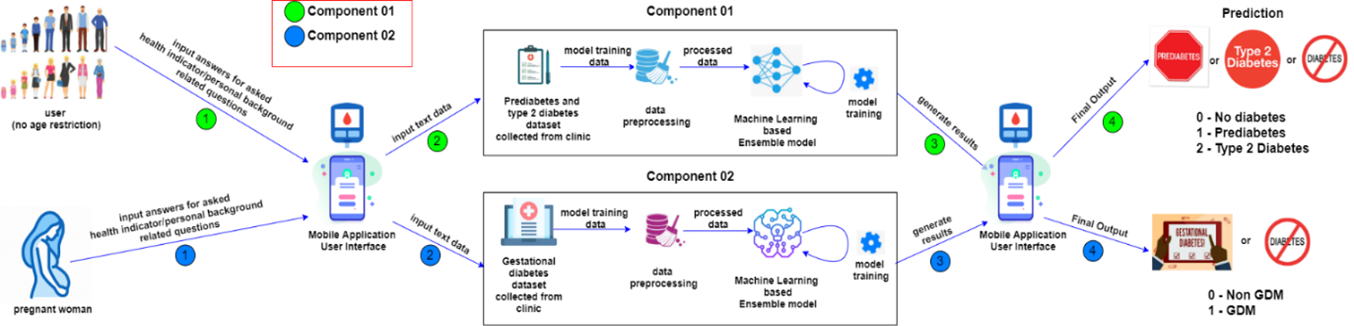 Component 01
Component 02
user
(no age restriction)
input answers for asked
health indicator/personal background
related questions
1
pregnant woman
input answers for asked
health indicator/personal background
related questions
1
Mobile Application
User Interface
input text data
2
input text data
2
Component 01
Prediabetes and
type 2 diabetes
dataset
collected from clinic
model training
data
data
preprocessing
processed
data
Machine Learning
based
Ensemble model
model
training
Component 02
Gestational
diabetes
dataset
collected from
clinic
model training
data
data
preprocessing
processed
data
Machine Learning
based
Ensemble model
model
training
generate results
3
generate
results
3
Mobile Application
User Interface
Final Output
4
Final Output
4
Prediction
PREDIABETES
or
Type 2
Diabetes
or
DIABETES
0 - No diabetes
1 - Prediabetes
2 - Type 2 Diabetes
GESTATIONAL
DIABETES?
or
DIABETES
0 - Non GDM
1 - GDM